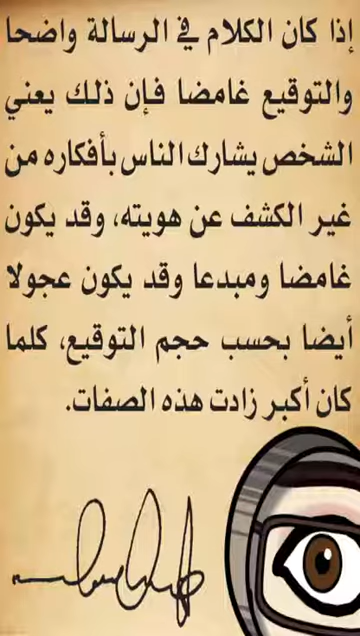 إذا كان الكلام في الرسالة واضحا
والتوقيع غامضا فإن ذلك يعني
الشخص يشارك الناس بأفكاره من
غير الكشف عن هويته، وقد يكون
غامضا ومبدعا وقد يكون عجولا
أيضا بحسب حجم التوقيع، كلما
كان أكبر زادت هذه الصفات.